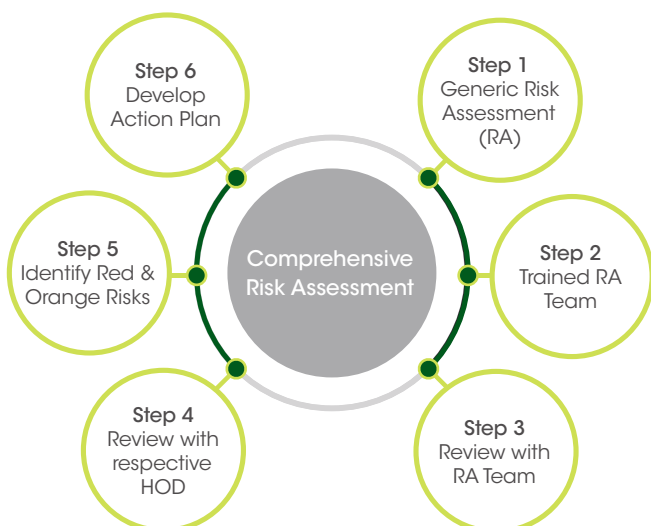 Step 6
Develop
Action Plan
Step 1
Generic Risk
Assessment
(RA)
Step 5
Identify Red &
Orange Risks
Comprehensive
Risk Assessment
Step 2
Trained RA
Team
Step 4
Review with
respective
HOD
Step 3
Review with
RA Team